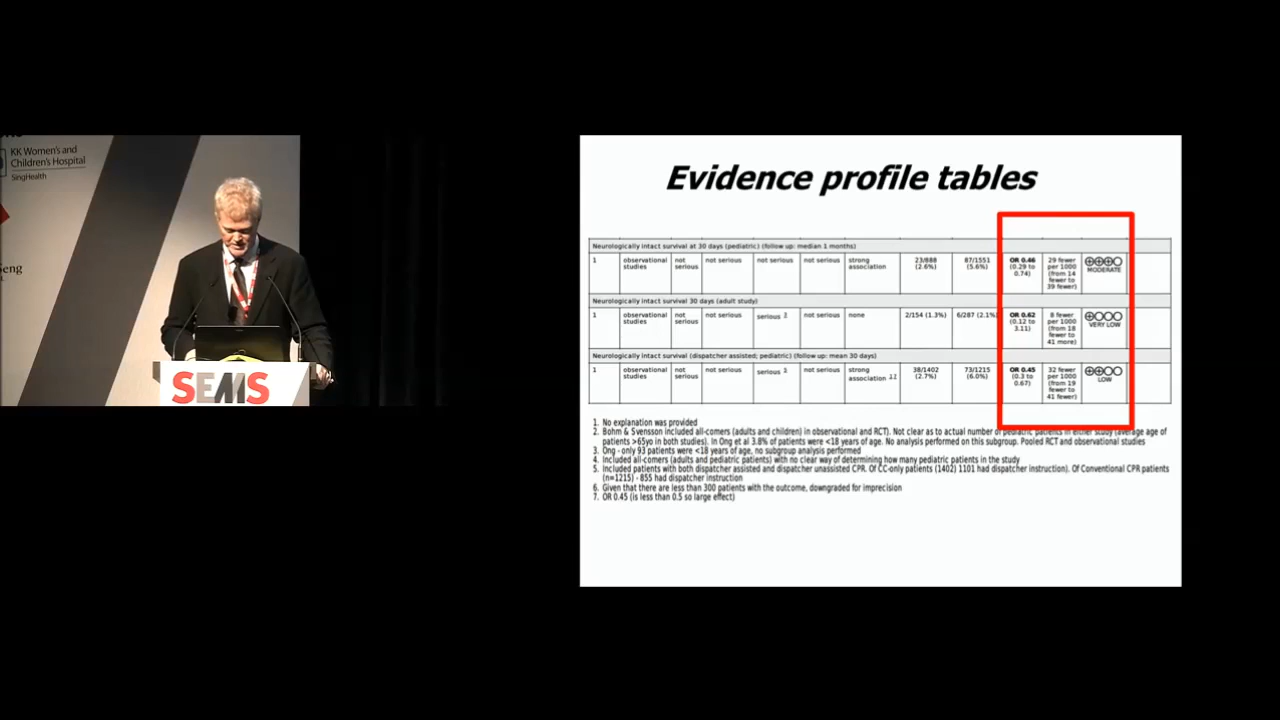 KK Women's and
Children's Hospital
SingHealth
SEMS
Evidence profile tables
Neurologically intact survival at 30 days (pediatric) (follow up: median 1 months)
1 observational studies not serious not serious not serious not serious strong association 23/888 (2.6%) 87/1551 (5.6%) OR 0.46 (0.29 to 0.74) 29 fewer per 1000 (from 14 fewer to 39 fewer) MODERATE
Neurologically intact survival 30 days (adult study)
1 observational studies not serious not serious serious not serious none 2/154 (1.3%) 6/287 (2.1%) OR 0.62 (0.12 to 3.11) 8 fewer per 1000 (from 18 fewer to 41 more) VERY LOW
Neurologically intact survival (dispatcher assisted; pediatric) (follow up: mean 30 days)
1 observational studies not serious not serious serious not serious strong association 38/1402 (2.7%) 73/1215 (6.0%) OR 0.45 (0.3 to 0.67) 32 fewer per 1000 (from 19 fewer to 41 fewer) LOW
1. No explanation was provided
2. Bohm & Svensson included all-comers (adults and children) in observational and RCT). Not clear as to actual number of pediatric patients in either study (average age of
patients >65yo in both studies). In Ong et al 3.8% of patients were <18 years of age. No analysis performed on this subgroup. Pooled RCT and observational studies
3. Ong - only 93 patients were <18 years of age, no subgroup analysis performed
4. Included all-comers (adults and pediatric patients) with no clear way of determining how many pediatric patients in the study
5. Included patients with both dispatcher assisted and dispatcher unassisted CPR. Of CC-only patients (1402) 1101 had dispatcher instruction). Of Conventional CPR patients
(n=1215) - 855 had dispatcher instruction
6. Given that there are less than 300 patients with the outcome, downgraded for imprecision
7. OR 0.45 (is less than 0.5 so large effect)